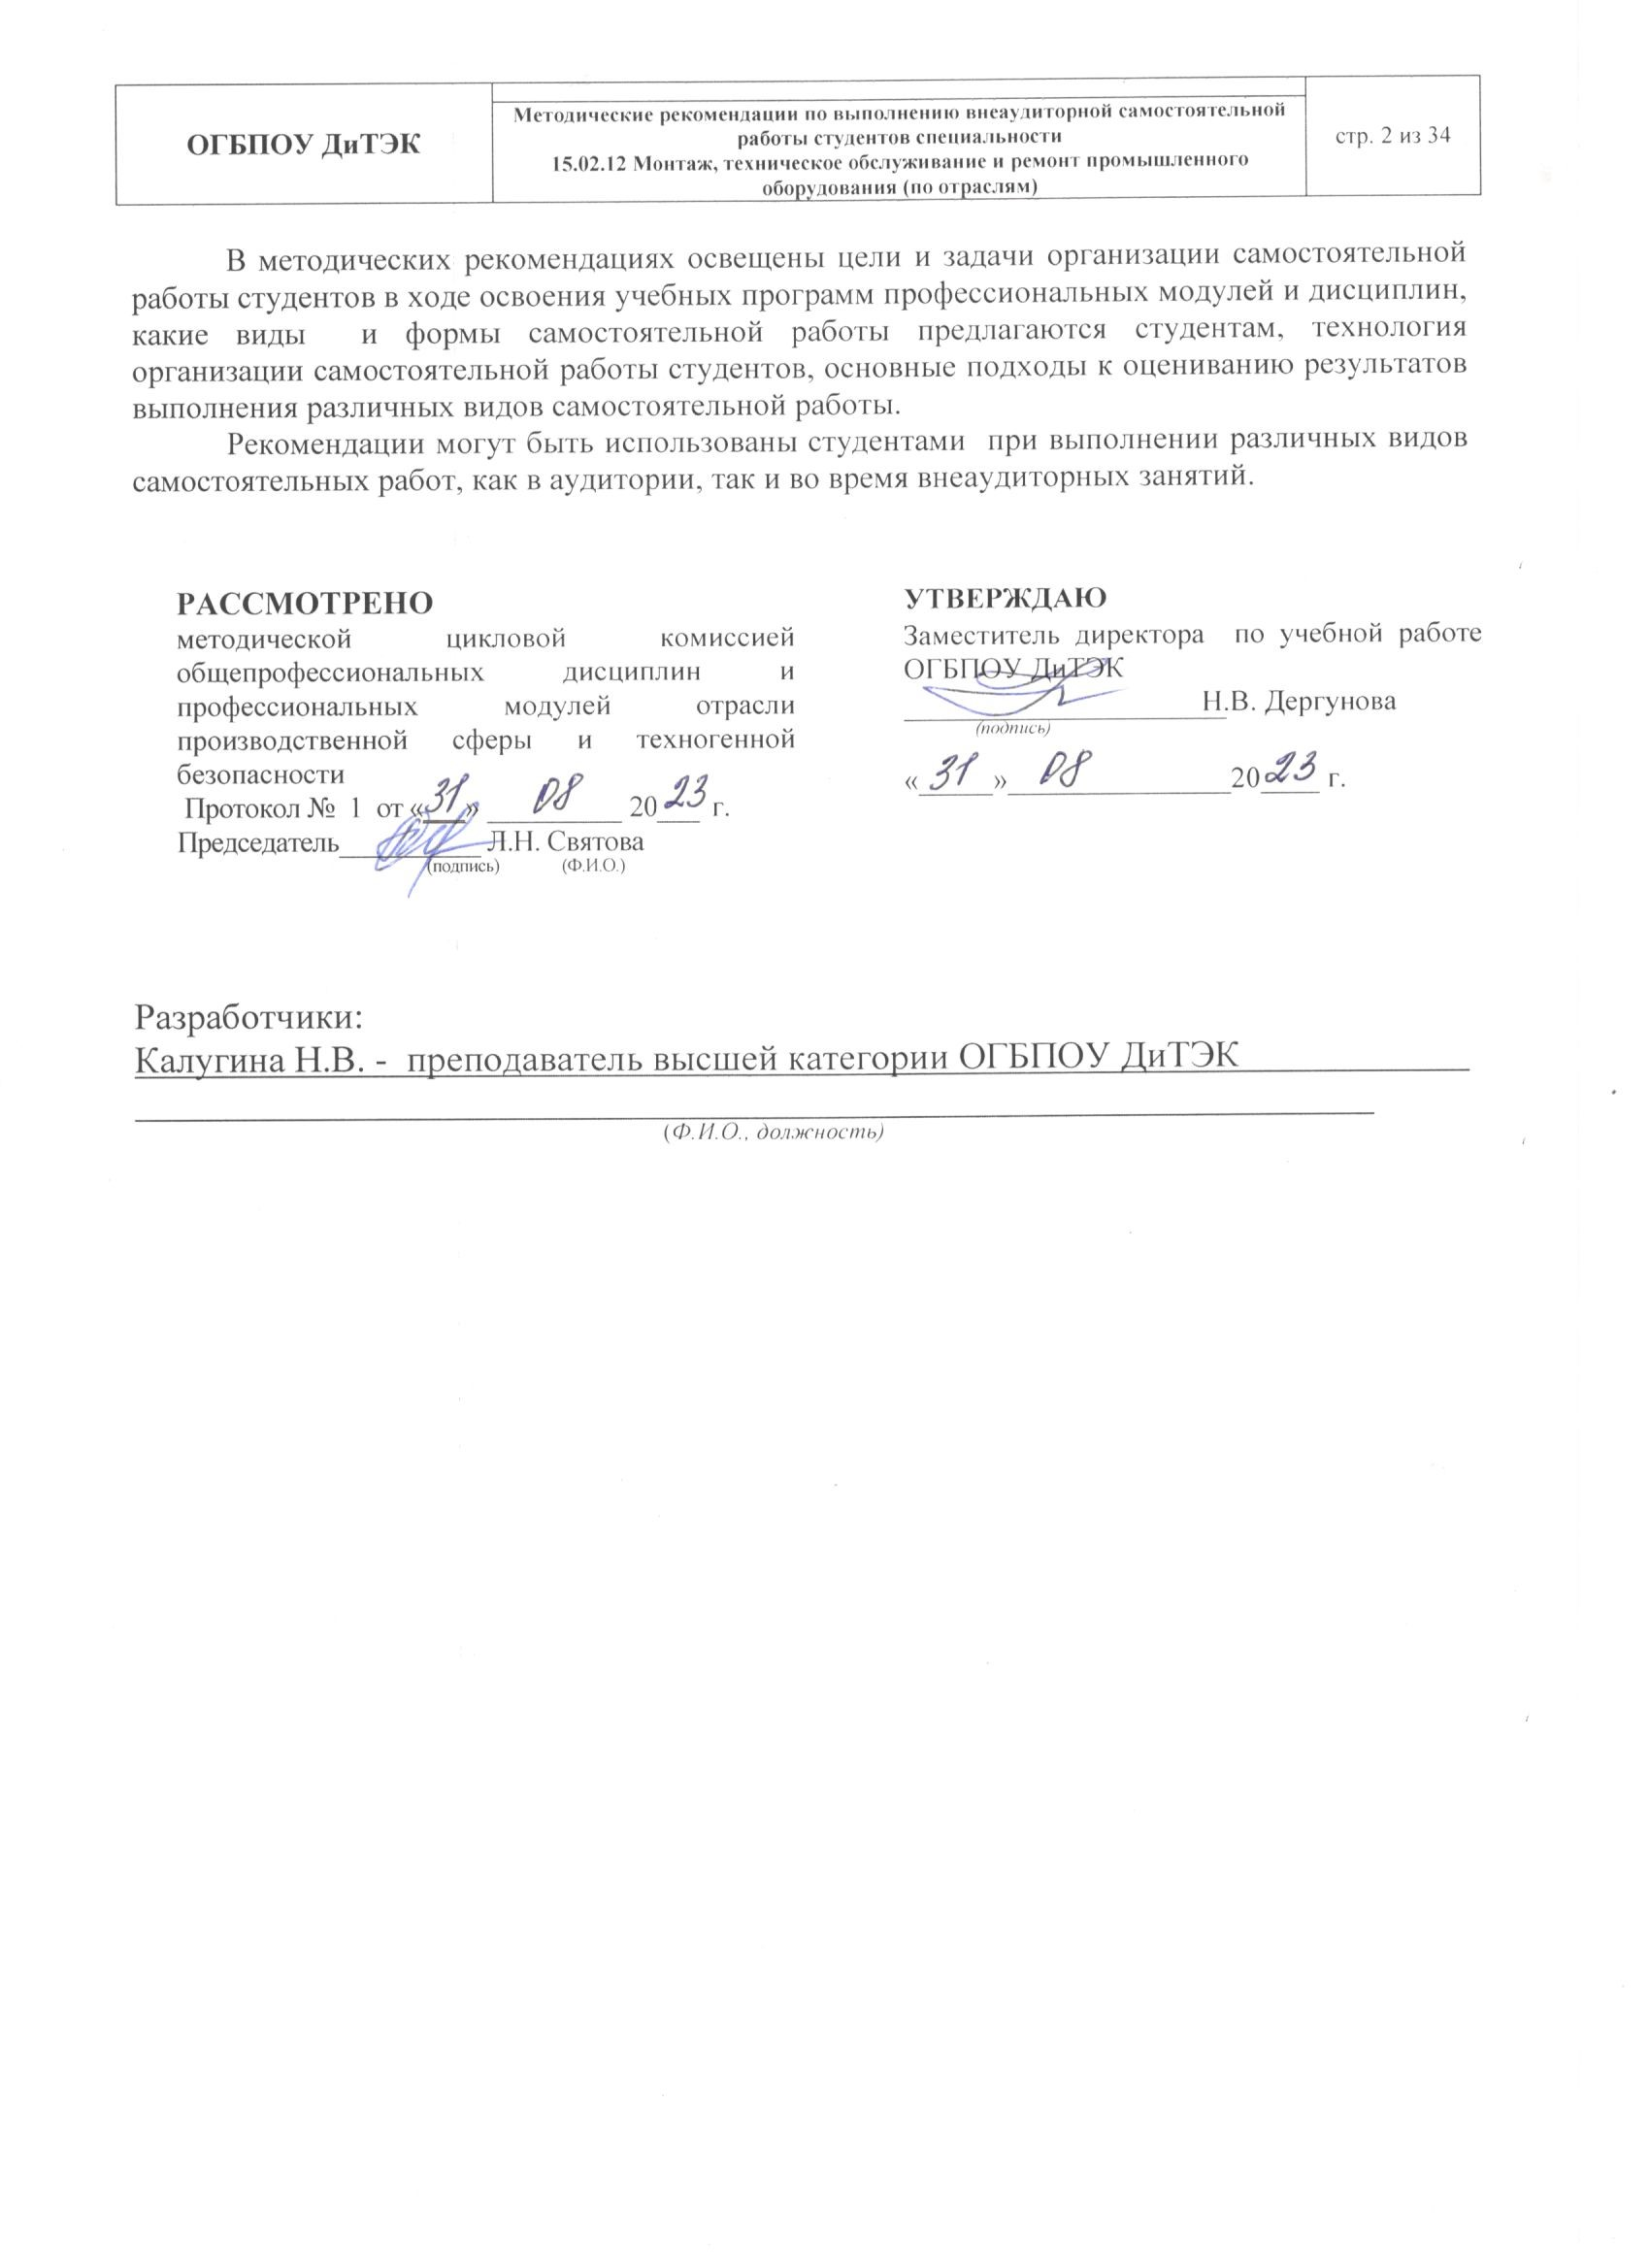 ОГБПОУ ДиТЭК
Методические рекомендации по выполнению внеаудиторной самостоятельной
работы студентов специальности
15.02.12 Монтаж, техническое обслуживание и ремонт промышленного
оборудования (по отраслям)
стр. 2 из 34
В методических рекомендациях освещены цели и задачи организации самостоятельной
работы студентов в ходе освоения учебных программ профессиональных модулей и дисциплин,
какие виды и формы самостоятельной работы предлагаются студентам, технология
организации самостоятельной работы студентов, основные подходы к оцениванию результатов
выполнения различных видов самостоятельной работы.
Рекомендации могут быть использованы студентами при выполнении различных видов
самостоятельных работ, как в аудитории, так и во время внеаудиторных занятий.
РАССМОТРЕНО
методической цикловой комиссией
общепрофессиональных дисциплин и
профессиональных модулей отрасли
производственной сферы и техногенной
безопасности
Протокол № 1 от «31» 08 2023 г.
Председатель____________ Л.Н. Святова
(подпись) (Ф.И.О.)
УТВЕРЖДАЮ
Заместитель директора по учебной работе
ОГБПОУ ДиТЭК
Н.В. Дергунова
(подпись)
«31» 08 2023 г.
Разработчики:
Калугина Н.В. - преподаватель высшей категории ОГБПОУ ДиТЭК
(Ф.И.О., должность)